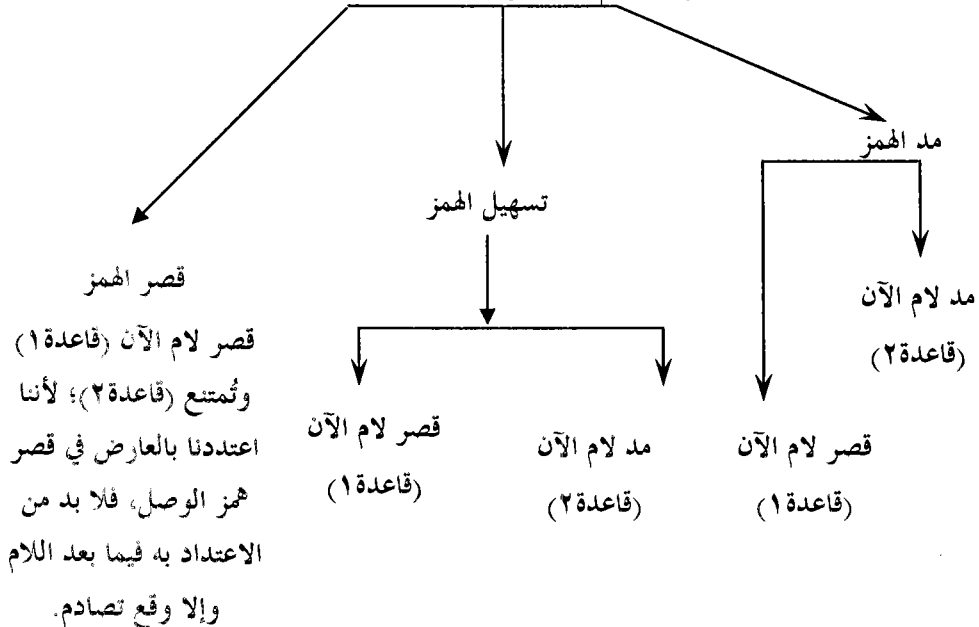 مد الهمز
مد لام الآن
(قاعدة٢)
قصر لام الآن
(قاعدة١)
تسهيل الهمز
مد لام الآن
(قاعدة٢)
قصر لام الآن
(قاعدة١)
قصر الهمز
قصر لام الآن (قاعدة١)
وتُمتنع (قاعدة٢)؛ لأننا
اعتددنا بالعارض في قصر
همز الوصل، فلا بد من
الاعتداد به فيما بعد اللام
وإلا وقع تصادم.